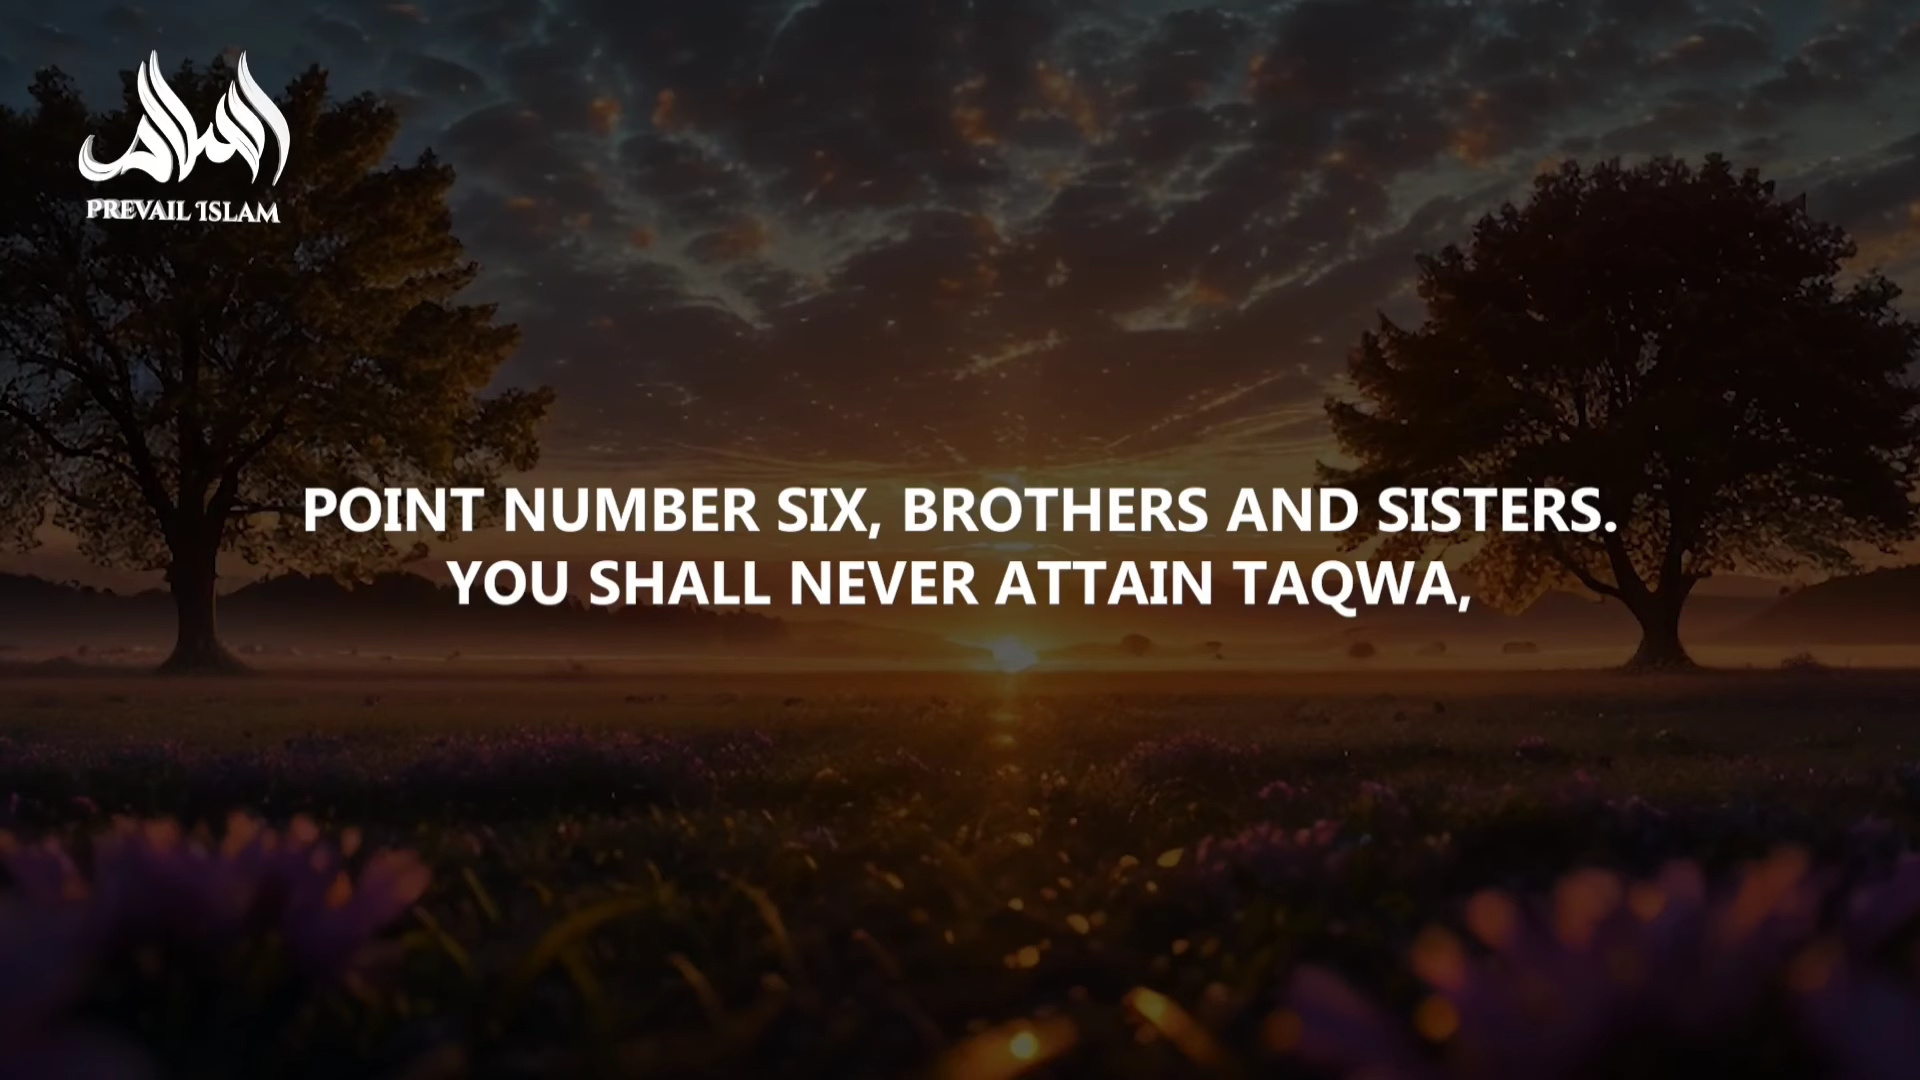 PREVAIL ISLAM
POINT NUMBER SIX, BROTHERS AND SISTERS.
YOU SHALL NEVER ATTAIN TAQWA,